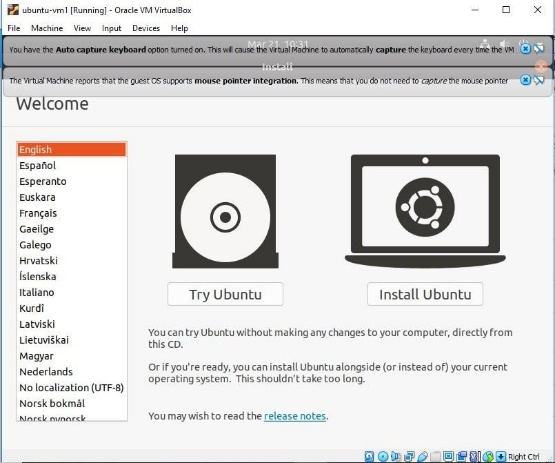 ubuntu-vm1 [Running] - Oracle VM VirtualBox
File Machine View Input Devices Help
Mar 21, 10:31
You have the Auto capture keyboard option turned on. This will cause the Virtual Machine to automatically capture the keyboard every time the VM
Install
The Virtual Machine reports that the guest OS supports mouse pointer integration. This means that you do not need to capture the mouse pointer
Welcome
English
Español
Esperanto
Euskara
Français
Gaeilge
Galego
Hrvatski
Íslenska
Italiano
Kurdî
Latviski
Lietuviškai
Magyar
Nederlands
No localization (UTF-8)
Norsk bokmål
Norsk nynorsk
Try Ubuntu
Install Ubuntu
You can try Ubuntu without making any changes to your computer, directly from
this CD.
Or if you're ready, you can install Ubuntu alongside (or instead of) your current
operating system. This shouldn't take too long.
You may wish to read the release notes.
Right Ctrl